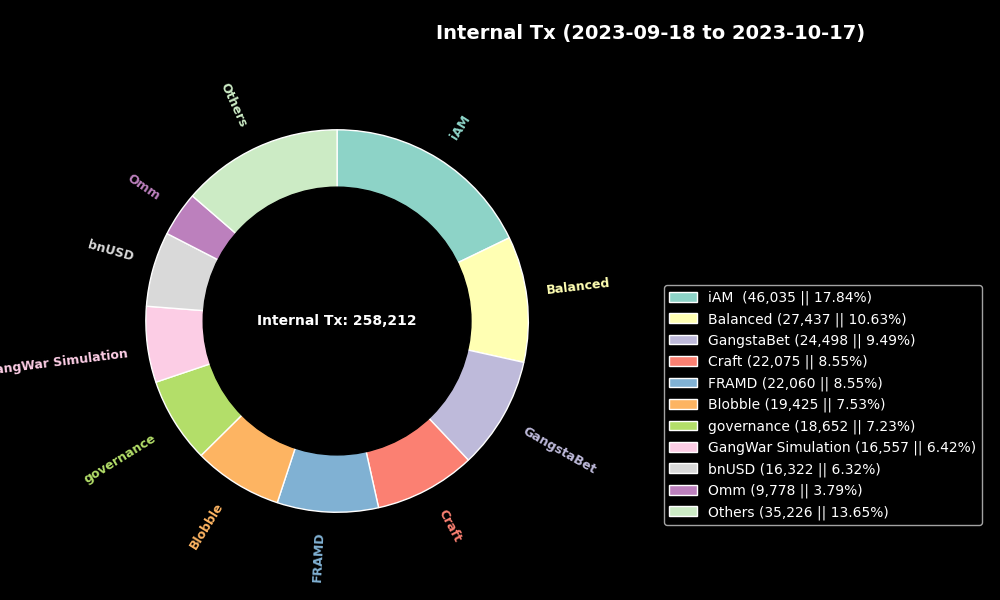 Internal Tx (2023-09-18 to 2023-10-17)
Others
iAM
Omm
bnUSD
Balanced
Internal Tx: 258,212
angWar Simulation
governance
GangstaBet
Blobble
Craft
FRAMD
iAM (46,035 || 17.84%)
Balanced (27,437 || 10.63%)
GangstaBet (24,498 || 9.49%)
Craft (22,075 || 8.55%)
FRAMD (22,060 || 8.55%)
Blobble (19,425 || 7.53%)
governance (18,652 || 7.23%)
GangWar Simulation (16,557 || 6.42%)
bnUSD (16,322 || 6.32%)
Omm (9,778 || 3.79%)
Others (35,226 || 13.65%)